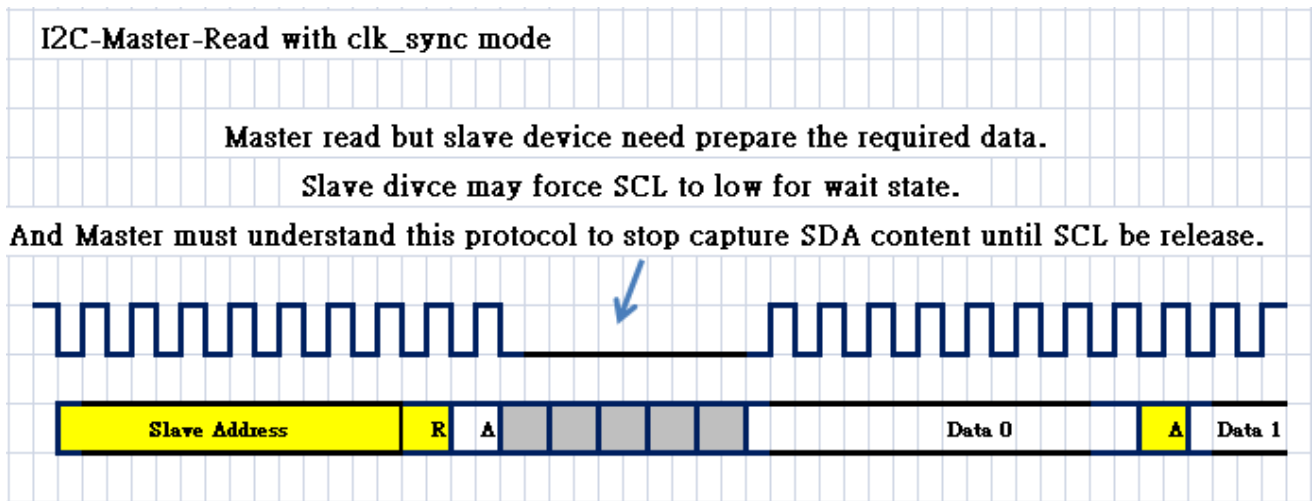 I2C-Master-Read with clk_sync mode
Master read but slave device need prepare the required data.
Slave divce may force SCL to low for wait state.
And Master must understand this protocol to stop capture SDA content until SCL be release.
Slave Address R A Data 0 A Data 1